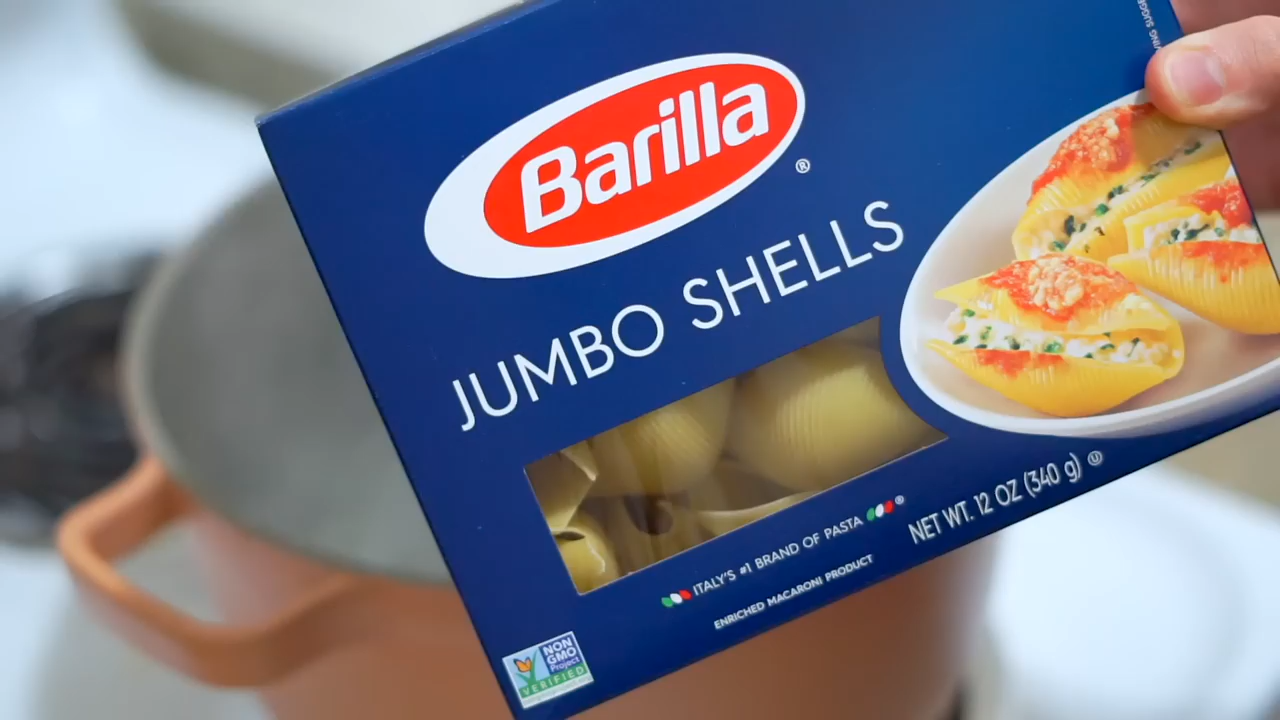 Barilla®
JUMBO SHELLS
ITALY'S #1 BRAND OF PASTA ®
ENRICHED MACARONI PRODUCT
NET WT. 12 OZ (340 g) U
NON
GMO
Project
VERIFIED